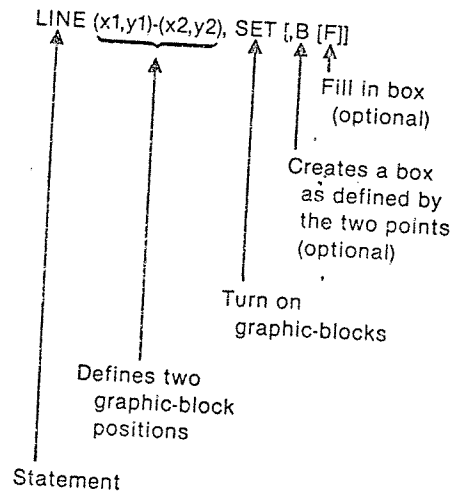 LINE (x1,y1)-(x2,y2), SET [,B [F]]
Fill in box
(optional)
Creates a box
as defined by
the two points
(optional)
Turn on
graphic-blocks
Defines two
graphic-block
positions
Statement